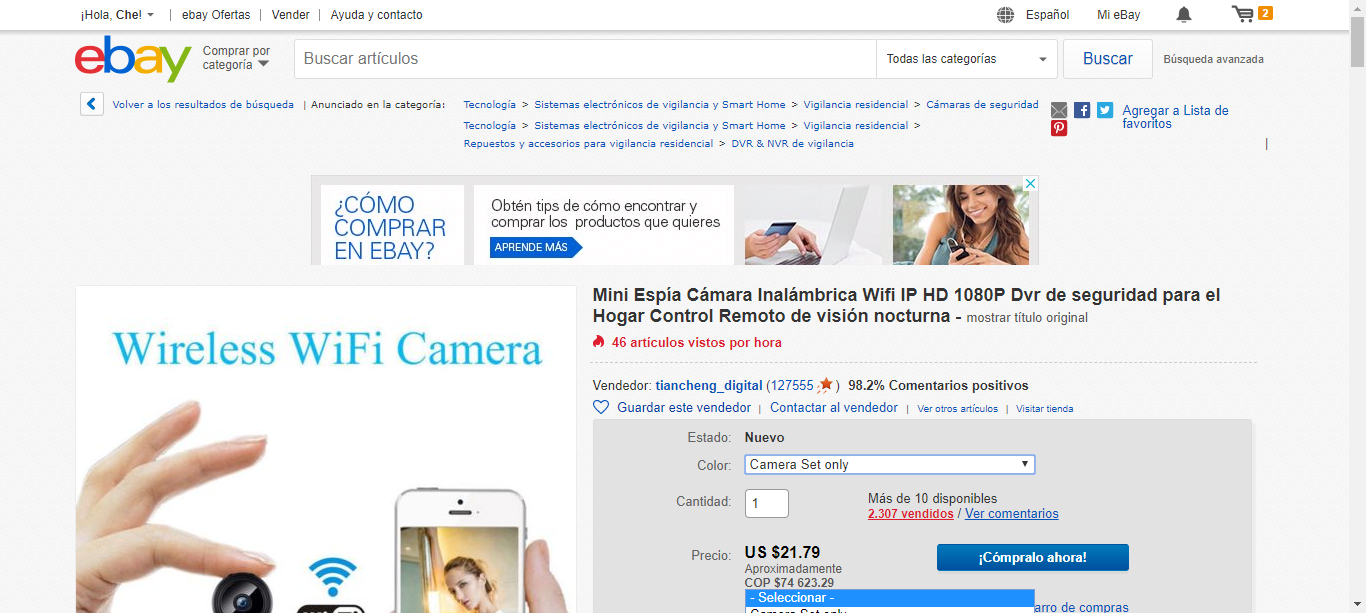 ¡Hola, Che! | ebay Ofertas | Vender | Ayuda y contacto
Español Mi eBay 2
ebay Comprar por categoría
Buscar artículos Todas las categorías Buscar Búsqueda avanzada
Volver a los resultados de búsqueda | Anunciado en la categoría: Tecnología > Sistemas electrónicos de vigilancia y Smart Home > Vigilancia residencial > Cámaras de seguridad
Tecnología > Sistemas electrónicos de vigilancia y Smart Home > Vigilancia residencial >
Repuestos y accesorios para vigilancia residencial > DVR & NVR de vigilancia
Agregar a Lista de
favoritos
|
¿CÓMO
COMPRAR
EN EBAY?
Obtén tips de cómo encontrar y
comprar los productos que quieres
APRENDE MÁS
Wireless WiFi Camera
Mini Espía Cámara Inalámbrica Wifi IP HD 1080P Dvr de seguridad para el
Hogar Control Remoto de visión nocturna - mostrar título original
46 artículos vistos por hora
Vendedor: tiancheng_digital (127555 ) 98.2% Comentarios positivos
Guardar este vendedor | Contactar al vendedor | Ver otros artículos | Visitar tienda
Estado: Nuevo
Color: Camera Set only
Cantidad: 1
Más de 10 disponibles
2.307 vendidos / Ver comentarios
Precio: US $21.79
Aproximadamente
COP $74 623.29
¡Cómpralo ahora!
- Seleccionar -
Camera Set only
arro de compras